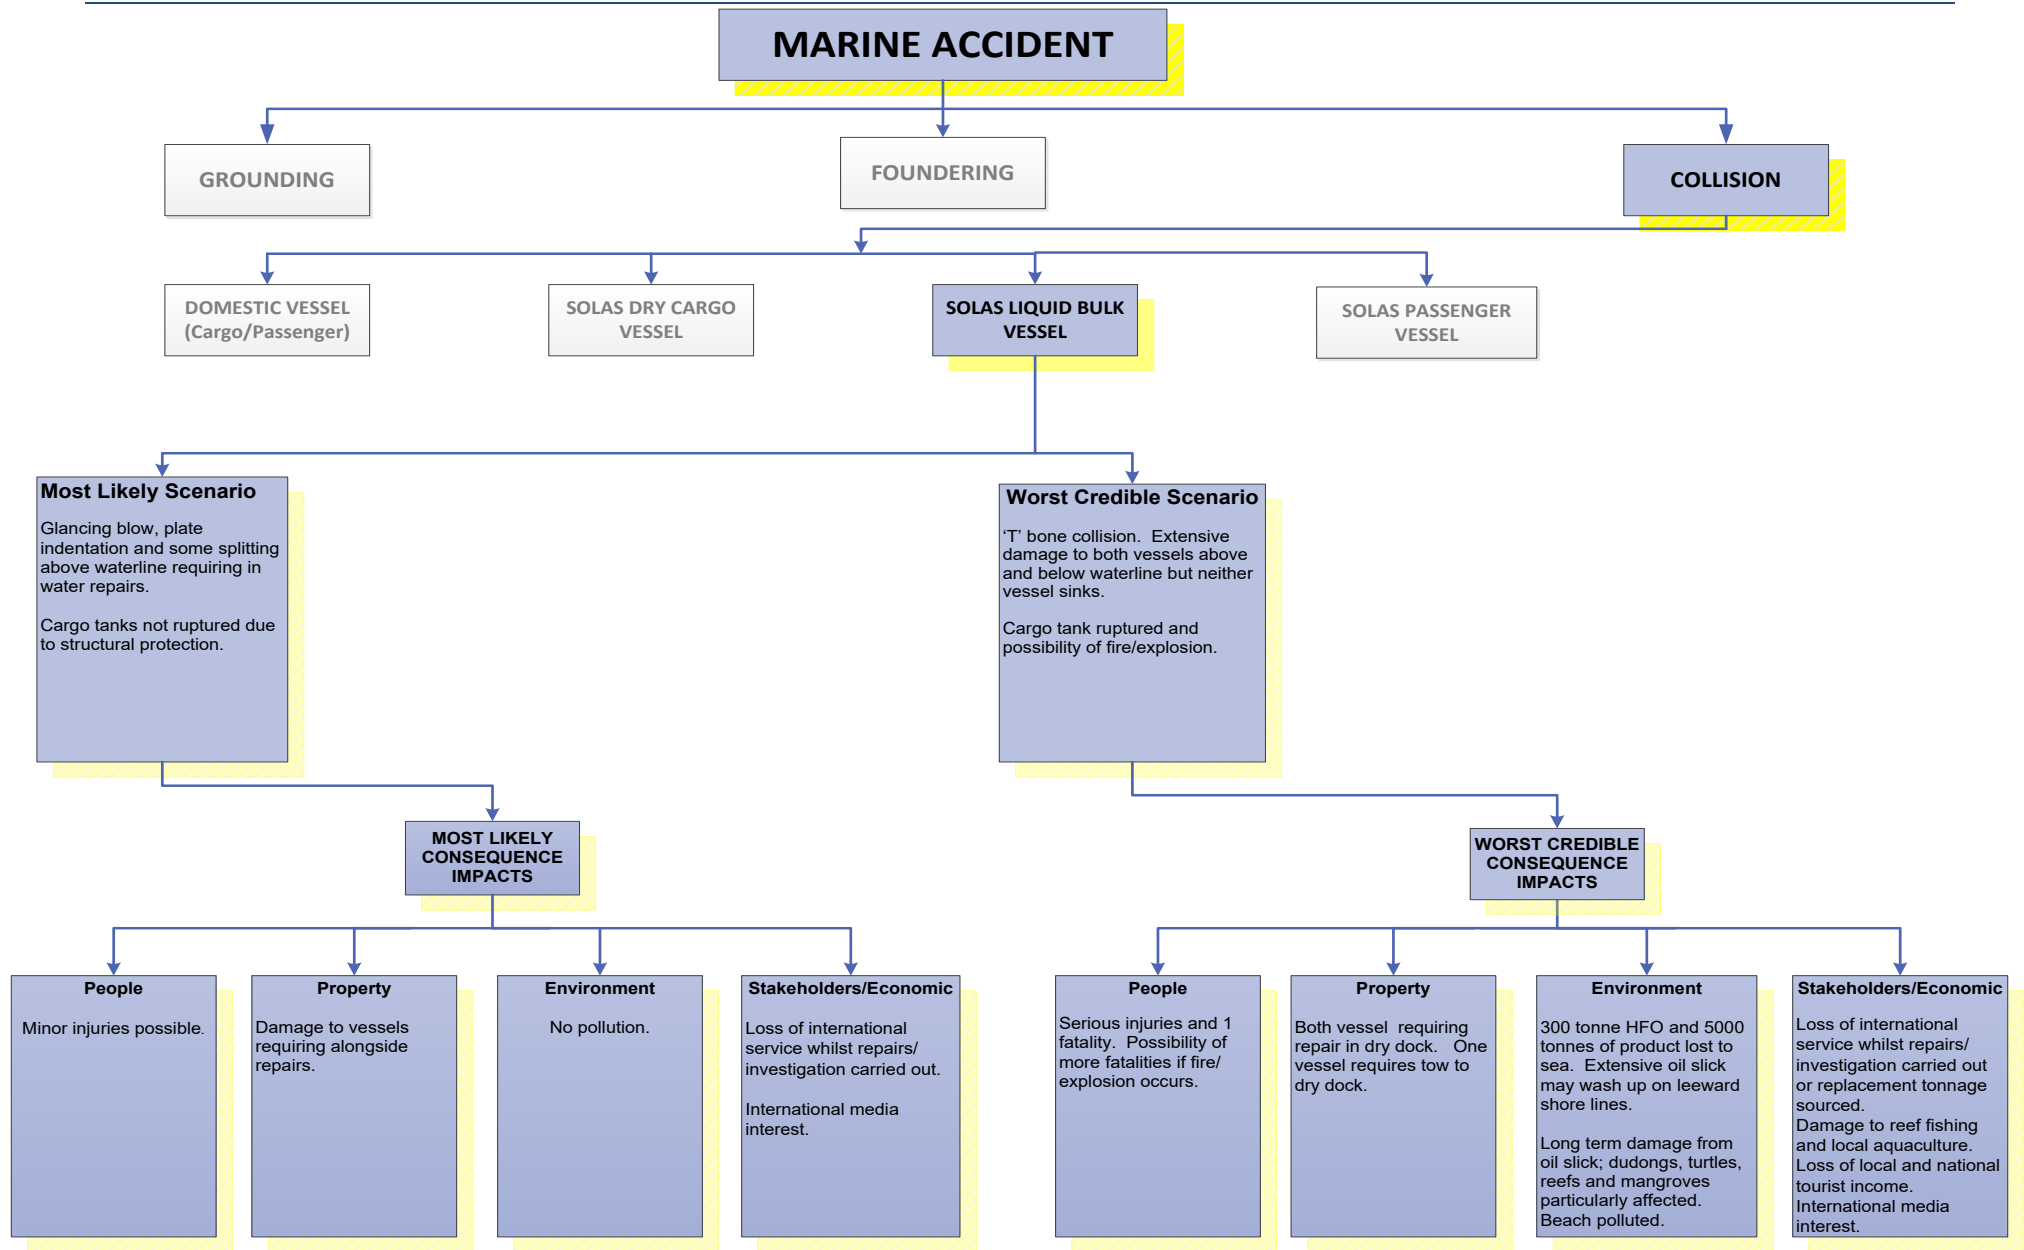 MARINE ACCIDENT
GROUNDING
FOUNDERING
COLLISION
DOMESTIC VESSEL
(Cargo/Passenger)
SOLAS DRY CARGO
VESSEL
SOLAS LIQUID BULK
VESSEL
SOLAS PASSENGER
VESSEL
Most Likely Scenario
Glancing blow, plate
indentation and some splitting
above waterline requiring in
water repairs.
Cargo tanks not ruptured due
to structural protection.
Worst Credible Scenario
‘T’ bone collision.  Extensive
damage to both vessels above
and below waterline but neither
vessel sinks.
Cargo tank ruptured and
possibility of fire/explosion.
MOST LIKELY
CONSEQUENCE
IMPACTS
WORST CREDIBLE
CONSEQUENCE
IMPACTS
People
Minor injuries possible.
Property
Damage to vessels
requiring alongside
repairs.
Environment
No pollution.
Stakeholders/Economic
Loss of international
service whilst repairs/
investigation carried out.
International media
interest.
People
Serious injuries and 1
fatality.  Possibility of
more fatalities if fire/
explosion occurs.
Property
Both vessel  requiring
repair in dry dock.   One
vessel requires tow to
dry dock.
Environment
300 tonne HFO and 5000
tonnes of product lost to
sea.  Extensive oil slick
may wash up on leeward
shore lines.
Long term damage from
oil slick; dudongs, turtles,
reefs and mangroves
particularly affected.
Beach polluted.
Stakeholders/Economic
Loss of international
service whilst repairs/
investigation carried out
or replacement tonnage
sourced.
Damage to reef fishing
and local aquaculture.
Loss of local and national
tourist income.
International media
interest.